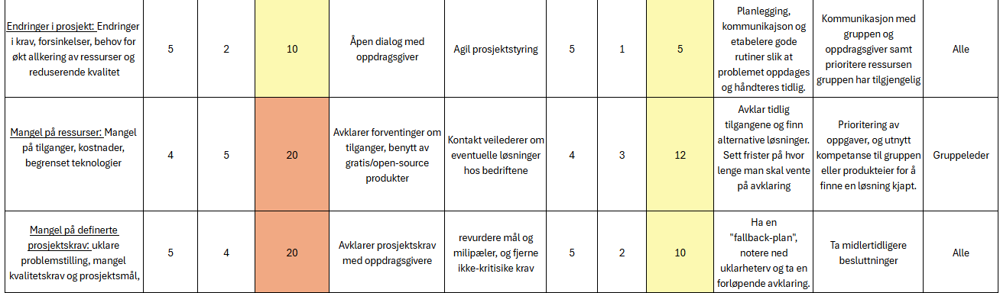 Endringer i prosjekt: Endringer
i krav, forsinkelser, behov for
økt allkering av ressurser og
reduserende kvalitet
5
2
10
Åpen dialog med
oppdragsgiver
Agil prosjektstyring
5
1
5
Planlegging,
kommunikajson og
etabelere gode
rutiner slik at
problemet oppdages
og håndteres tidlig.
Kommunikasjon med
gruppen og
oppdragsgiver samt
prioritere ressursen
gruppen har tilgjengelig
Alle
Mangel på ressurser: Mangel
på tilganger, kostnader,
begrenset teknologier
4
5
20
Avklarer forventinger om
tilganger, benytt av
gratis/open-source
produkter
Kontakt veilederer om
eventuelle løsninger
hos bedriftene
4
3
12
Avklar tidlig
tilgangene og finn
alternative løsninger.
Sett frister på hvor
lenge man skal vente
på avklaring
Prioritering av
oppgaver, og utnytt
kompetanse til gruppen
eller produkteier for å
finne en løsning kjapt.
Gruppeleder
Mangel på definerte
prosjektskrav: uklare
problemstilling, mangel
kvalitetskrav og prosjektsmål,
5
4
20
Avklarer prosjektskrav
med oppdragsgivere
revurdere mål og
milipæler, og fjerne
ikke-kritisike krav
5
2
10
Ha en
"fallback-plan",
notere ned
uklarheterv og ta en
forløpende avklaring.
Ta midlertidligere
besluttninger
Alle